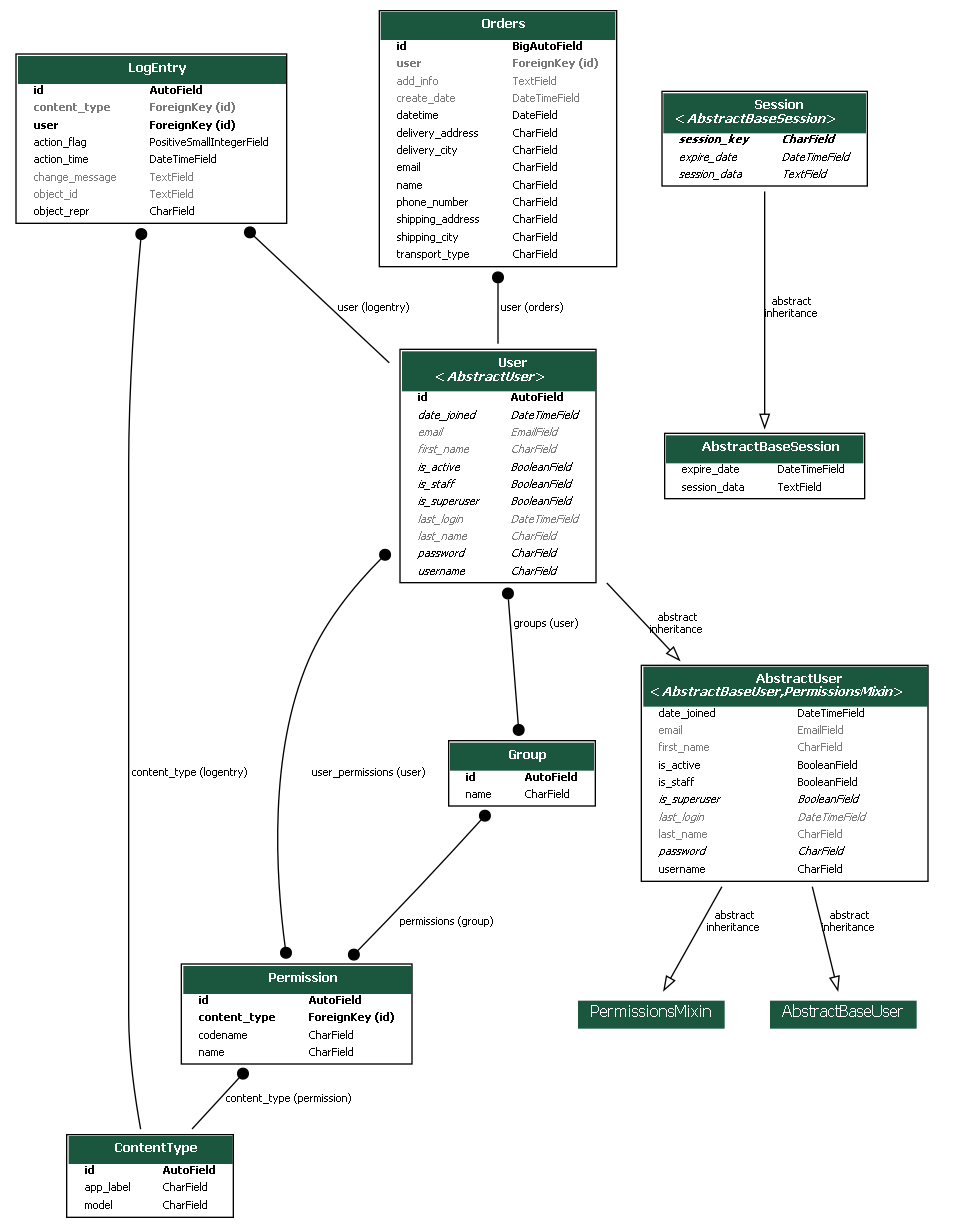 Orders
id BigAutoField
user ForeignKey (id)
add_info TextField
create_date DateTimeField
datetime DateField
delivery_address CharField
delivery_city CharField
email CharField
name CharField
phone_number CharField
shipping_address CharField
shipping_city CharField
transport_type CharField
LogEntry
id AutoField
content_type ForeignKey (id)
user ForeignKey (id)
action_flag PositiveSmallIntegerField
action_time DateTimeField
change_message TextField
object_id TextField
object_repr CharField
Session
<AbstractBaseSession>
session_key CharField
expire_date DateTimeField
session_data TextField
user (logentry)
user (orders)
abstract
inheritance
User
<AbstractUser>
id AutoField
date_joined DateTimeField
email EmailField
first_name CharField
is_active BooleanField
is_staff BooleanField
is_superuser BooleanField
last_login DateTimeField
last_name CharField
password CharField
username CharField
AbstractBaseSession
expire_date DateTimeField
session_data TextField
groups (user)
abstract
inheritance
AbstractUser
<AbstractBaseUser,PermissionsMixin>
date_joined DateTimeField
email EmailField
first_name CharField
is_active BooleanField
is_staff BooleanField
is_superuser BooleanField
last_login DateTimeField
last_name CharField
password CharField
username CharField
content_type (logentry)
user_permissions (user)
Group
id AutoField
name CharField
permissions (group)
abstract
inheritance
abstract
inheritance
Permission
id AutoField
content_type ForeignKey (id)
codename CharField
name CharField
PermissionsMixin
AbstractBaseUser
content_type (permission)
ContentType
id AutoField
app_label CharField
model CharField